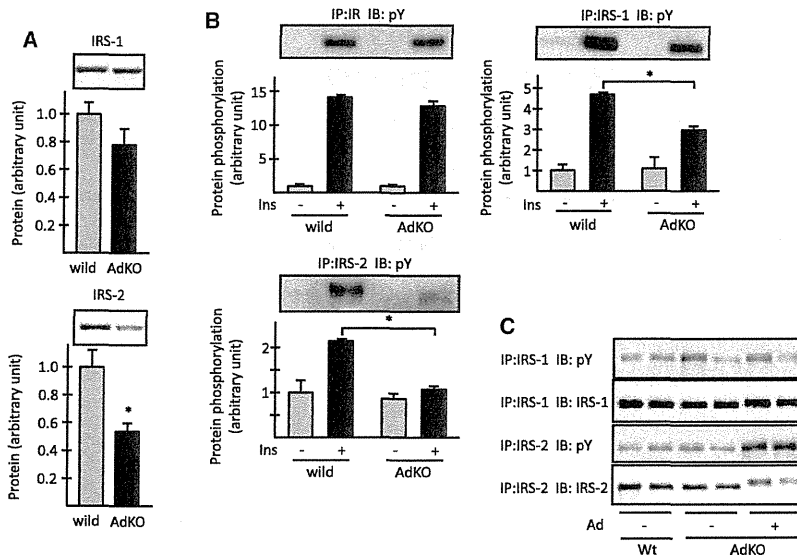 A
IRS-1
Protein (arbitrary unit)
1.0
0.8
0.6
0.4
0.2
wild AdKO
IRS-2
Protein (arbitrary unit)
1.0
0.8
*
0.6
0.4
0.2
wild AdKO
B
IP:IR IB: pY
Protein phosphorylation
(arbitrary unit)
15
10
5
Ins - + - +
wild AdKO
IP:IRS-1 IB: pY
Protein phosphorylation
(arbitrary unit)
*
5
4
3
2
1
Ins - + - +
wild AdKO
IP:IRS-2 IB: pY
Protein phosphorylation
(arbitrary unit)
*
2
1
Ins - + - +
wild AdKO
C
IP:IRS-1 IB: pY
IP:IRS-1 IB: IRS-1
IP:IRS-2 IB: pY
IP:IRS-2 IB: IRS-2
Ad - - +
Wt AdKO